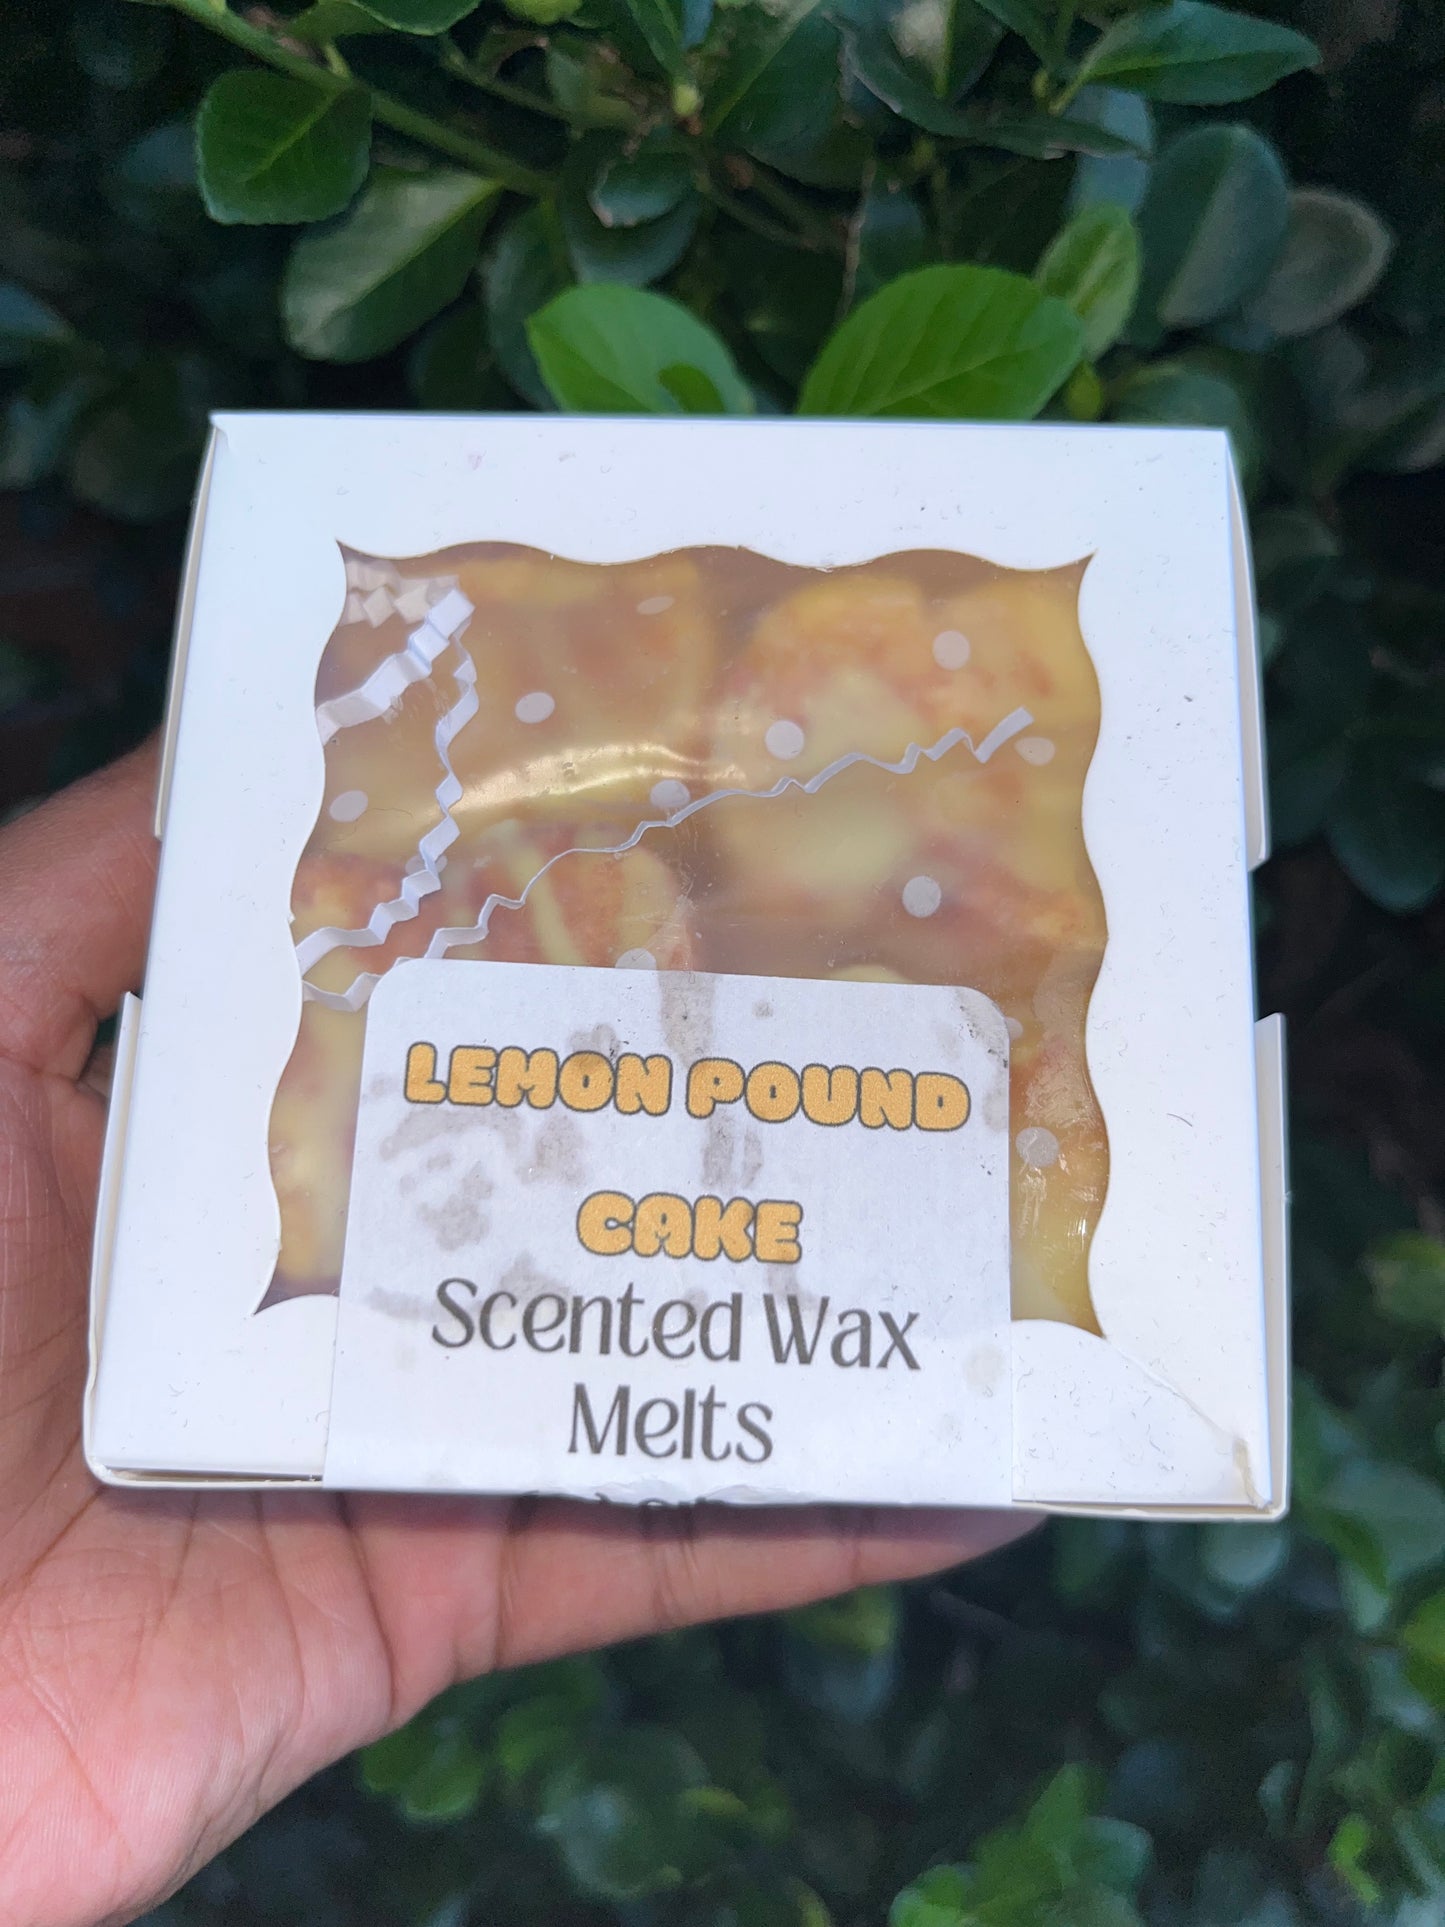 LEMON POUND
CAKE
Scented Wax
Melts